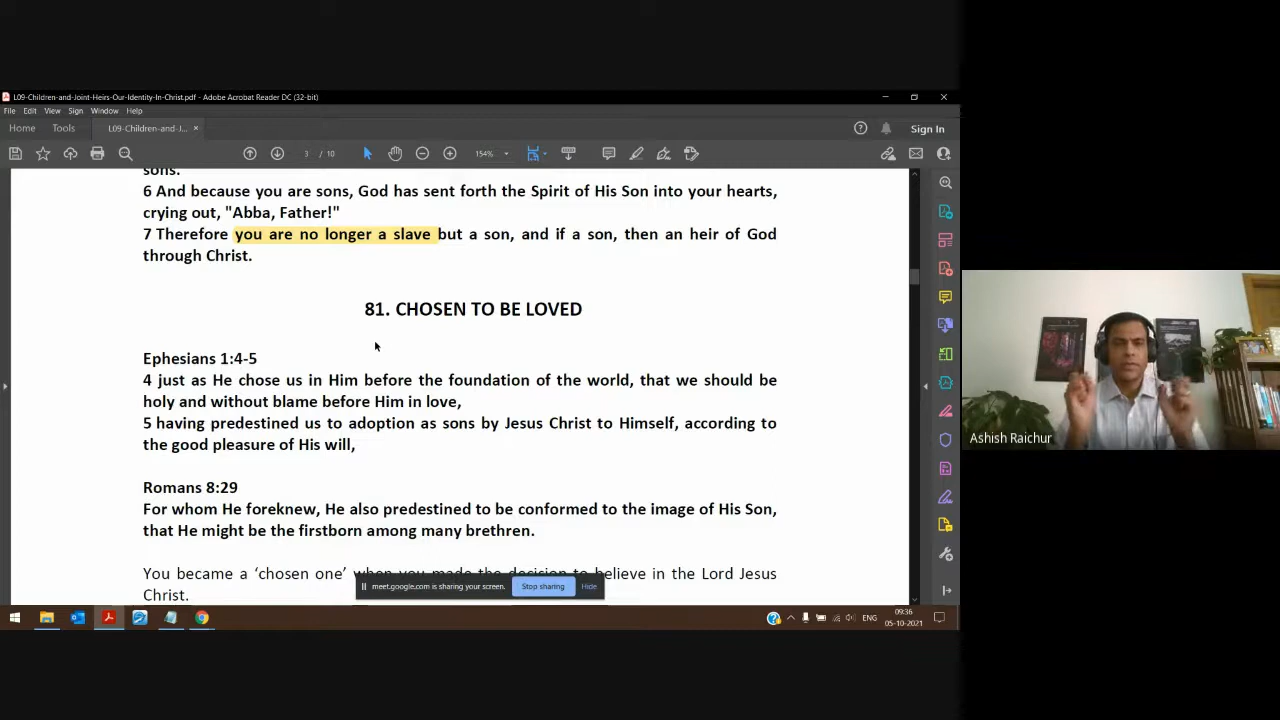 L09-Children-and-Joint-Heirs-Our-Identity-In-Christ.pdf - Adobe Acrobat Reader DC (32-bit)
File Edit View Sign Window Help
Home Tools L09-Children-and-J... × Sign In
3 / 10 154%
sons.
6 And because you are sons, God has sent forth the Spirit of His Son into your hearts,
crying out, "Abba, Father!"
7 Therefore you are no longer a slave but a son, and if a son, then an heir of God
through Christ.
81. CHOSEN TO BE LOVED
Ephesians 1:4-5
4 just as He chose us in Him before the foundation of the world, that we should be
holy and without blame before Him in love,
5 having predestined us to adoption as sons by Jesus Christ to Himself, according to
the good pleasure of His will,
Romans 8:29
For whom He foreknew, He also predestined to be conformed to the image of His Son,
that He might be the firstborn among many brethren.
You became a 'chosen one' when you made the decision to believe in the Lord Jesus
Christ.
meet.google.com is sharing your screen. Stop sharing Hide
ENG
09:36
05-10-2021
Ashish Raichur